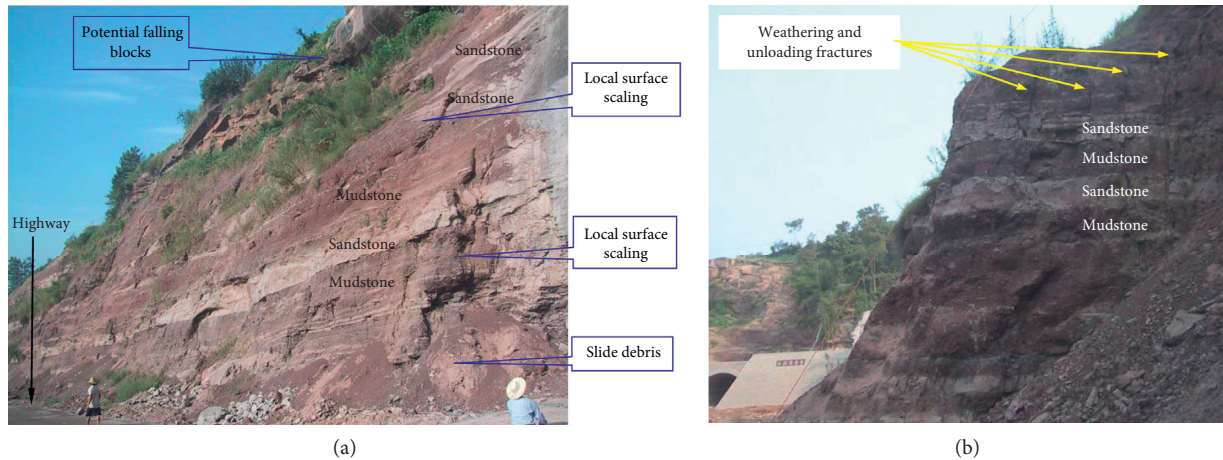 Potential falling
blocks
Sandstone
Sandstone
Local surface
scaling
Mudstone
Highway
Sandstone
Local surface
scaling
Mudstone
Slide debris
(a)
Weathering and
unloading fractures
Sandstone
Mudstone
Sandstone
Mudstone
(b)